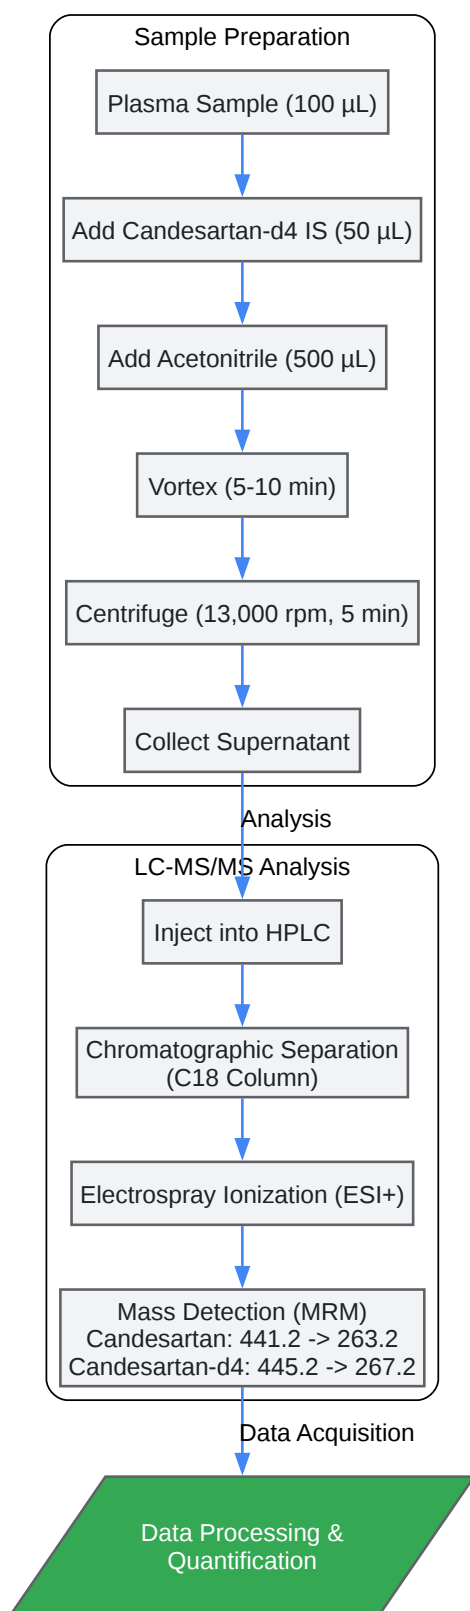 Sample Preparation
Plasma Sample (100 µL)
Add Candesartan-d4 IS (50 µL)
Add Acetonitrile (500 µL)
Vortex (5-10 min)
Centrifuge (13,000 rpm, 5 min)
Collect Supernatant
Analysis
LC-MS/MS Analysis
Inject into HPLC
Chromatographic Separation
(C18 Column)
Electrospray Ionization (ESI+)
Mass Detection (MRM)
Candesartan: 441.2 -> 263.2
Candesartan-d4: 445.2 -> 267.2
Data Acquisition
Data Processing &
Quantification